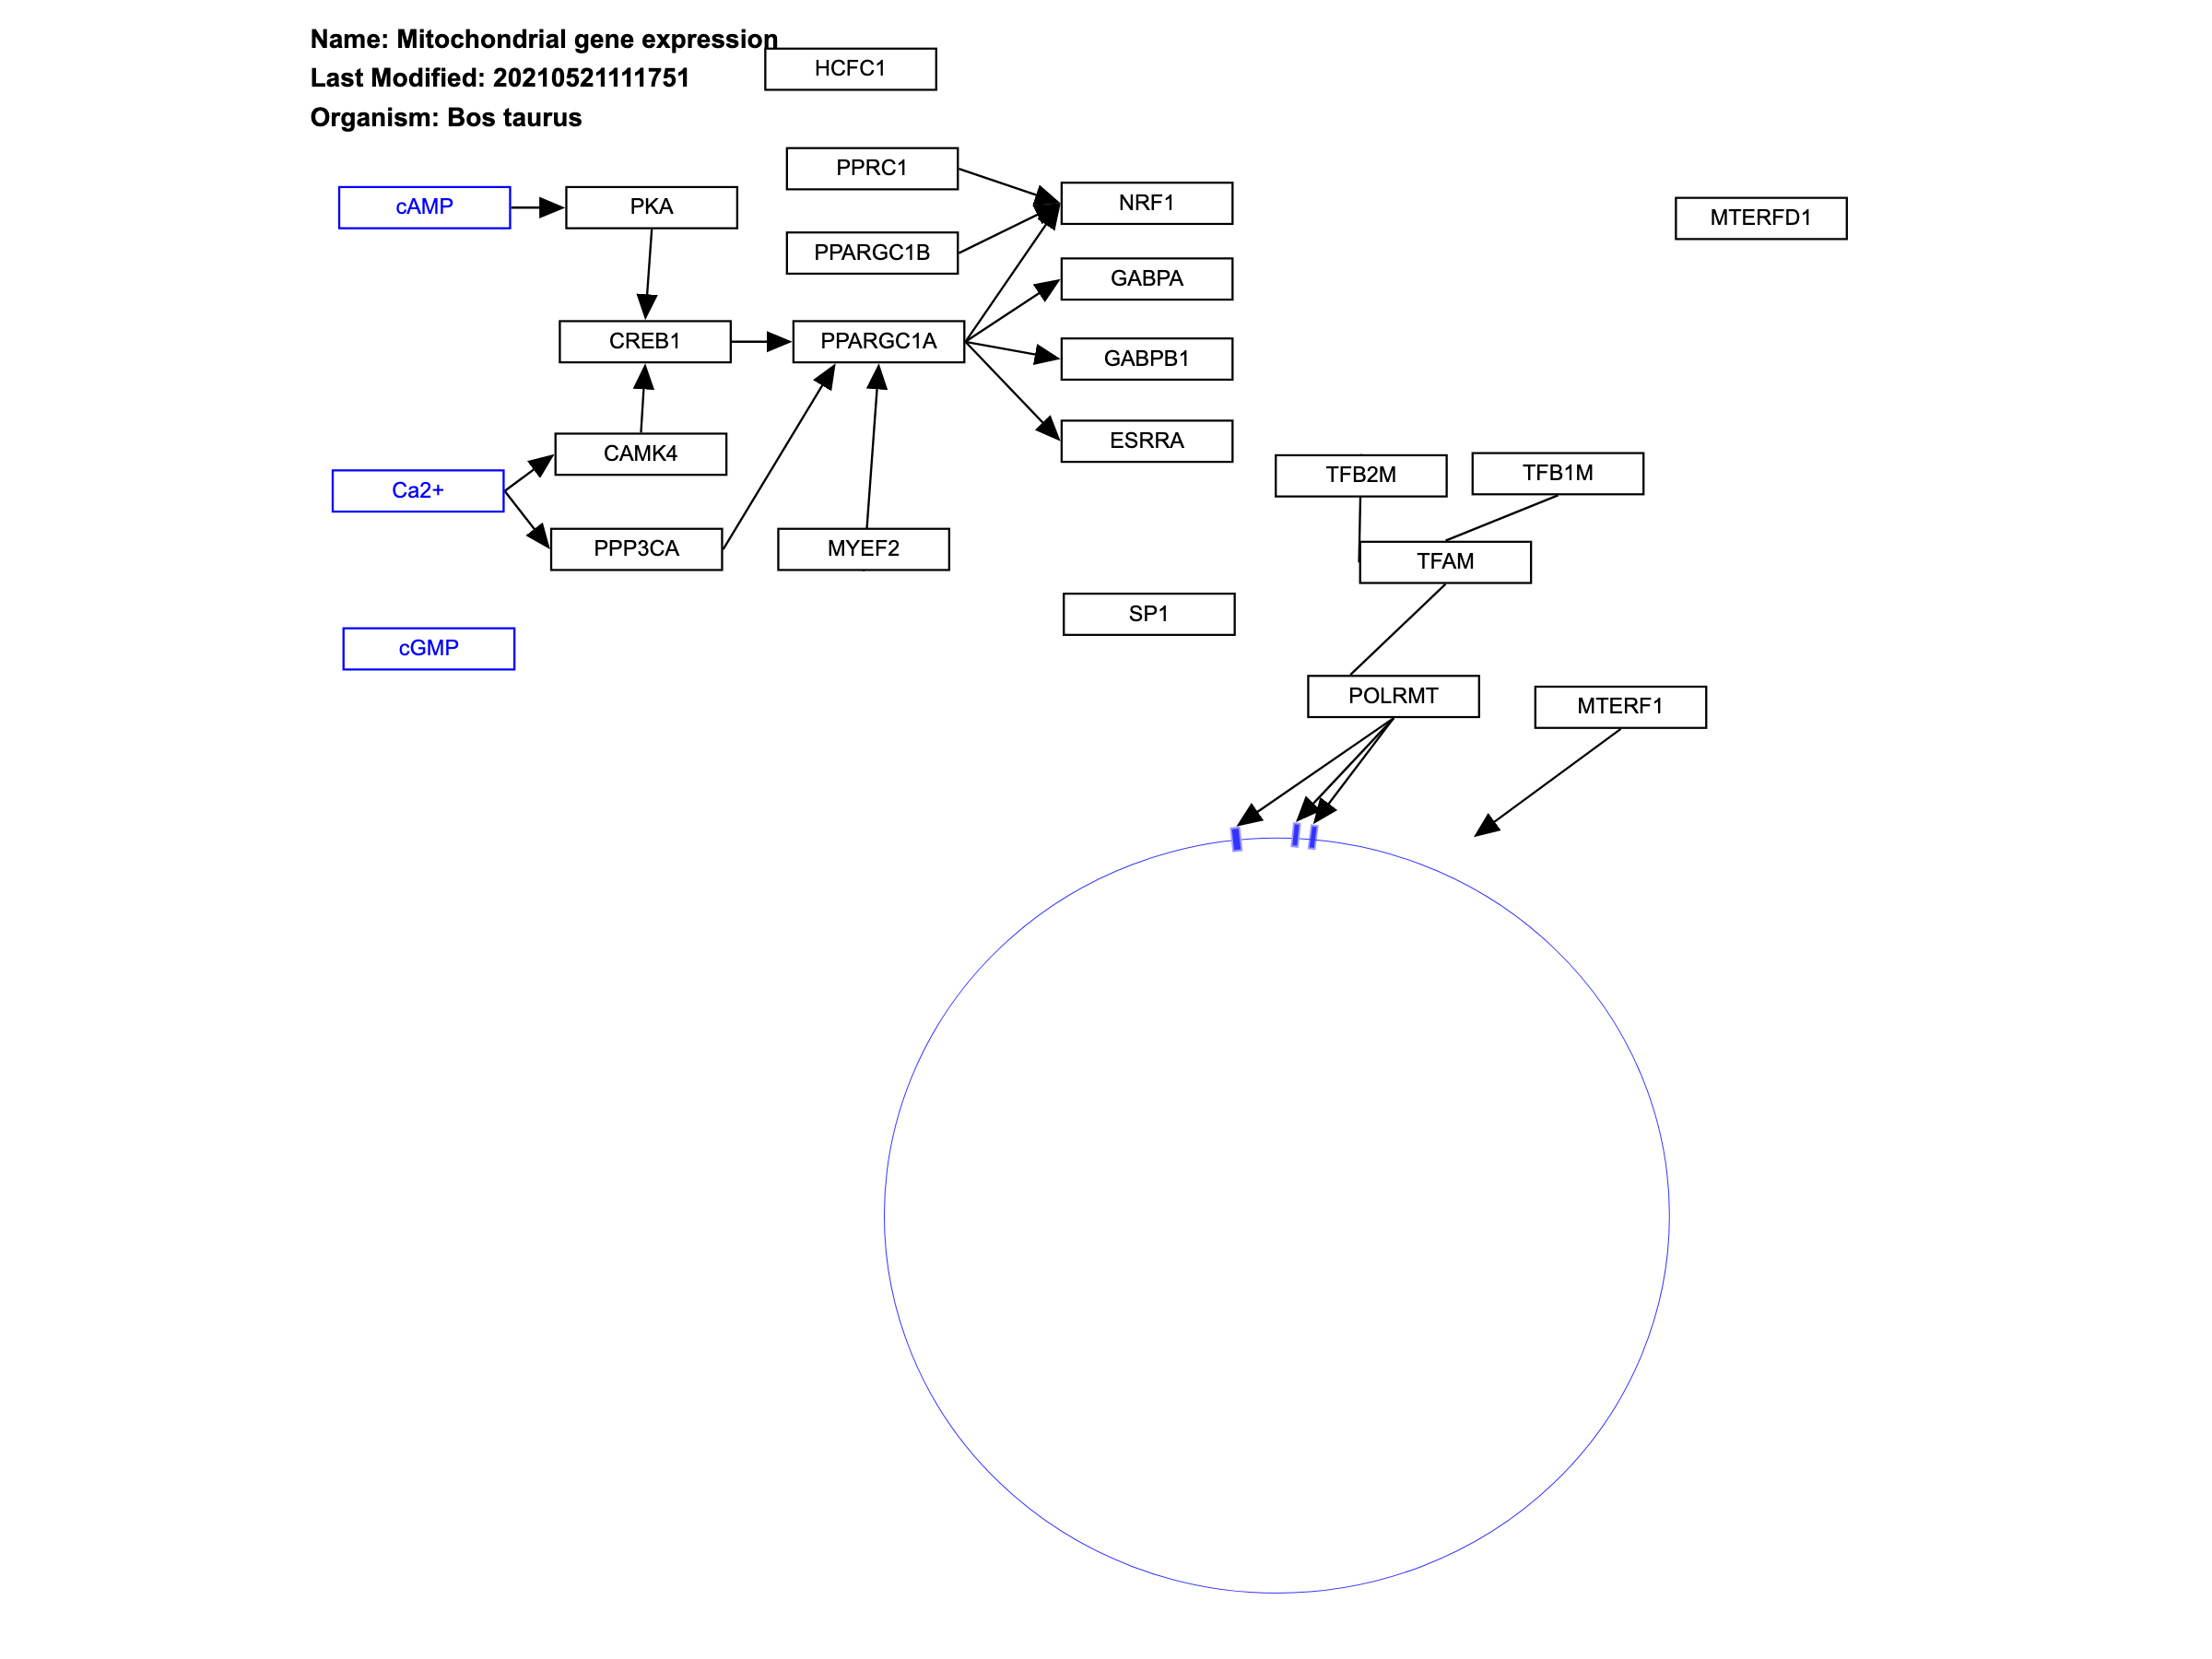 Name: Mitochondrial gene expression
HCFC1
Last Modified: 20210521111751
Organism: Bos taurus
PPRC1
cAMP
PKA
NRF1
MTERFD1
PPARGC1B
GABPA
CREB1
PPARGC1A
GABPB1
ESRRA
CAMK4
TFB2M
TFB1M
Ca2+
PPP3CA
MYEF2
TFAM
SP1
cGMP
POLRMT
MTERF1